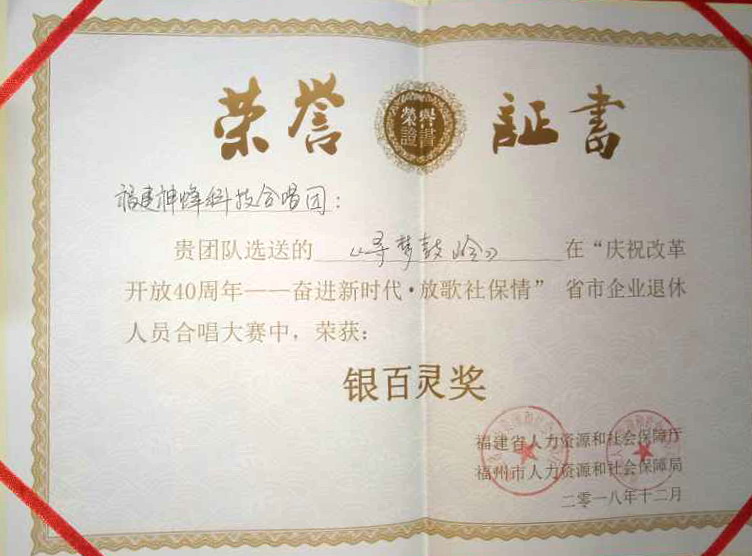 荣誉证書
榮譽
證書
福建神蜂科技合唱团：
贵团队选送的《寻梦鼓岭》在“庆祝改革
开放40周年——奋进新时代·放歌社保情” 省市企业退休
人员合唱大赛中，荣获：
银百灵奖
福建省人力资源和社会保障厅
福州市人力资源和社会保障局
二零一八年十二月